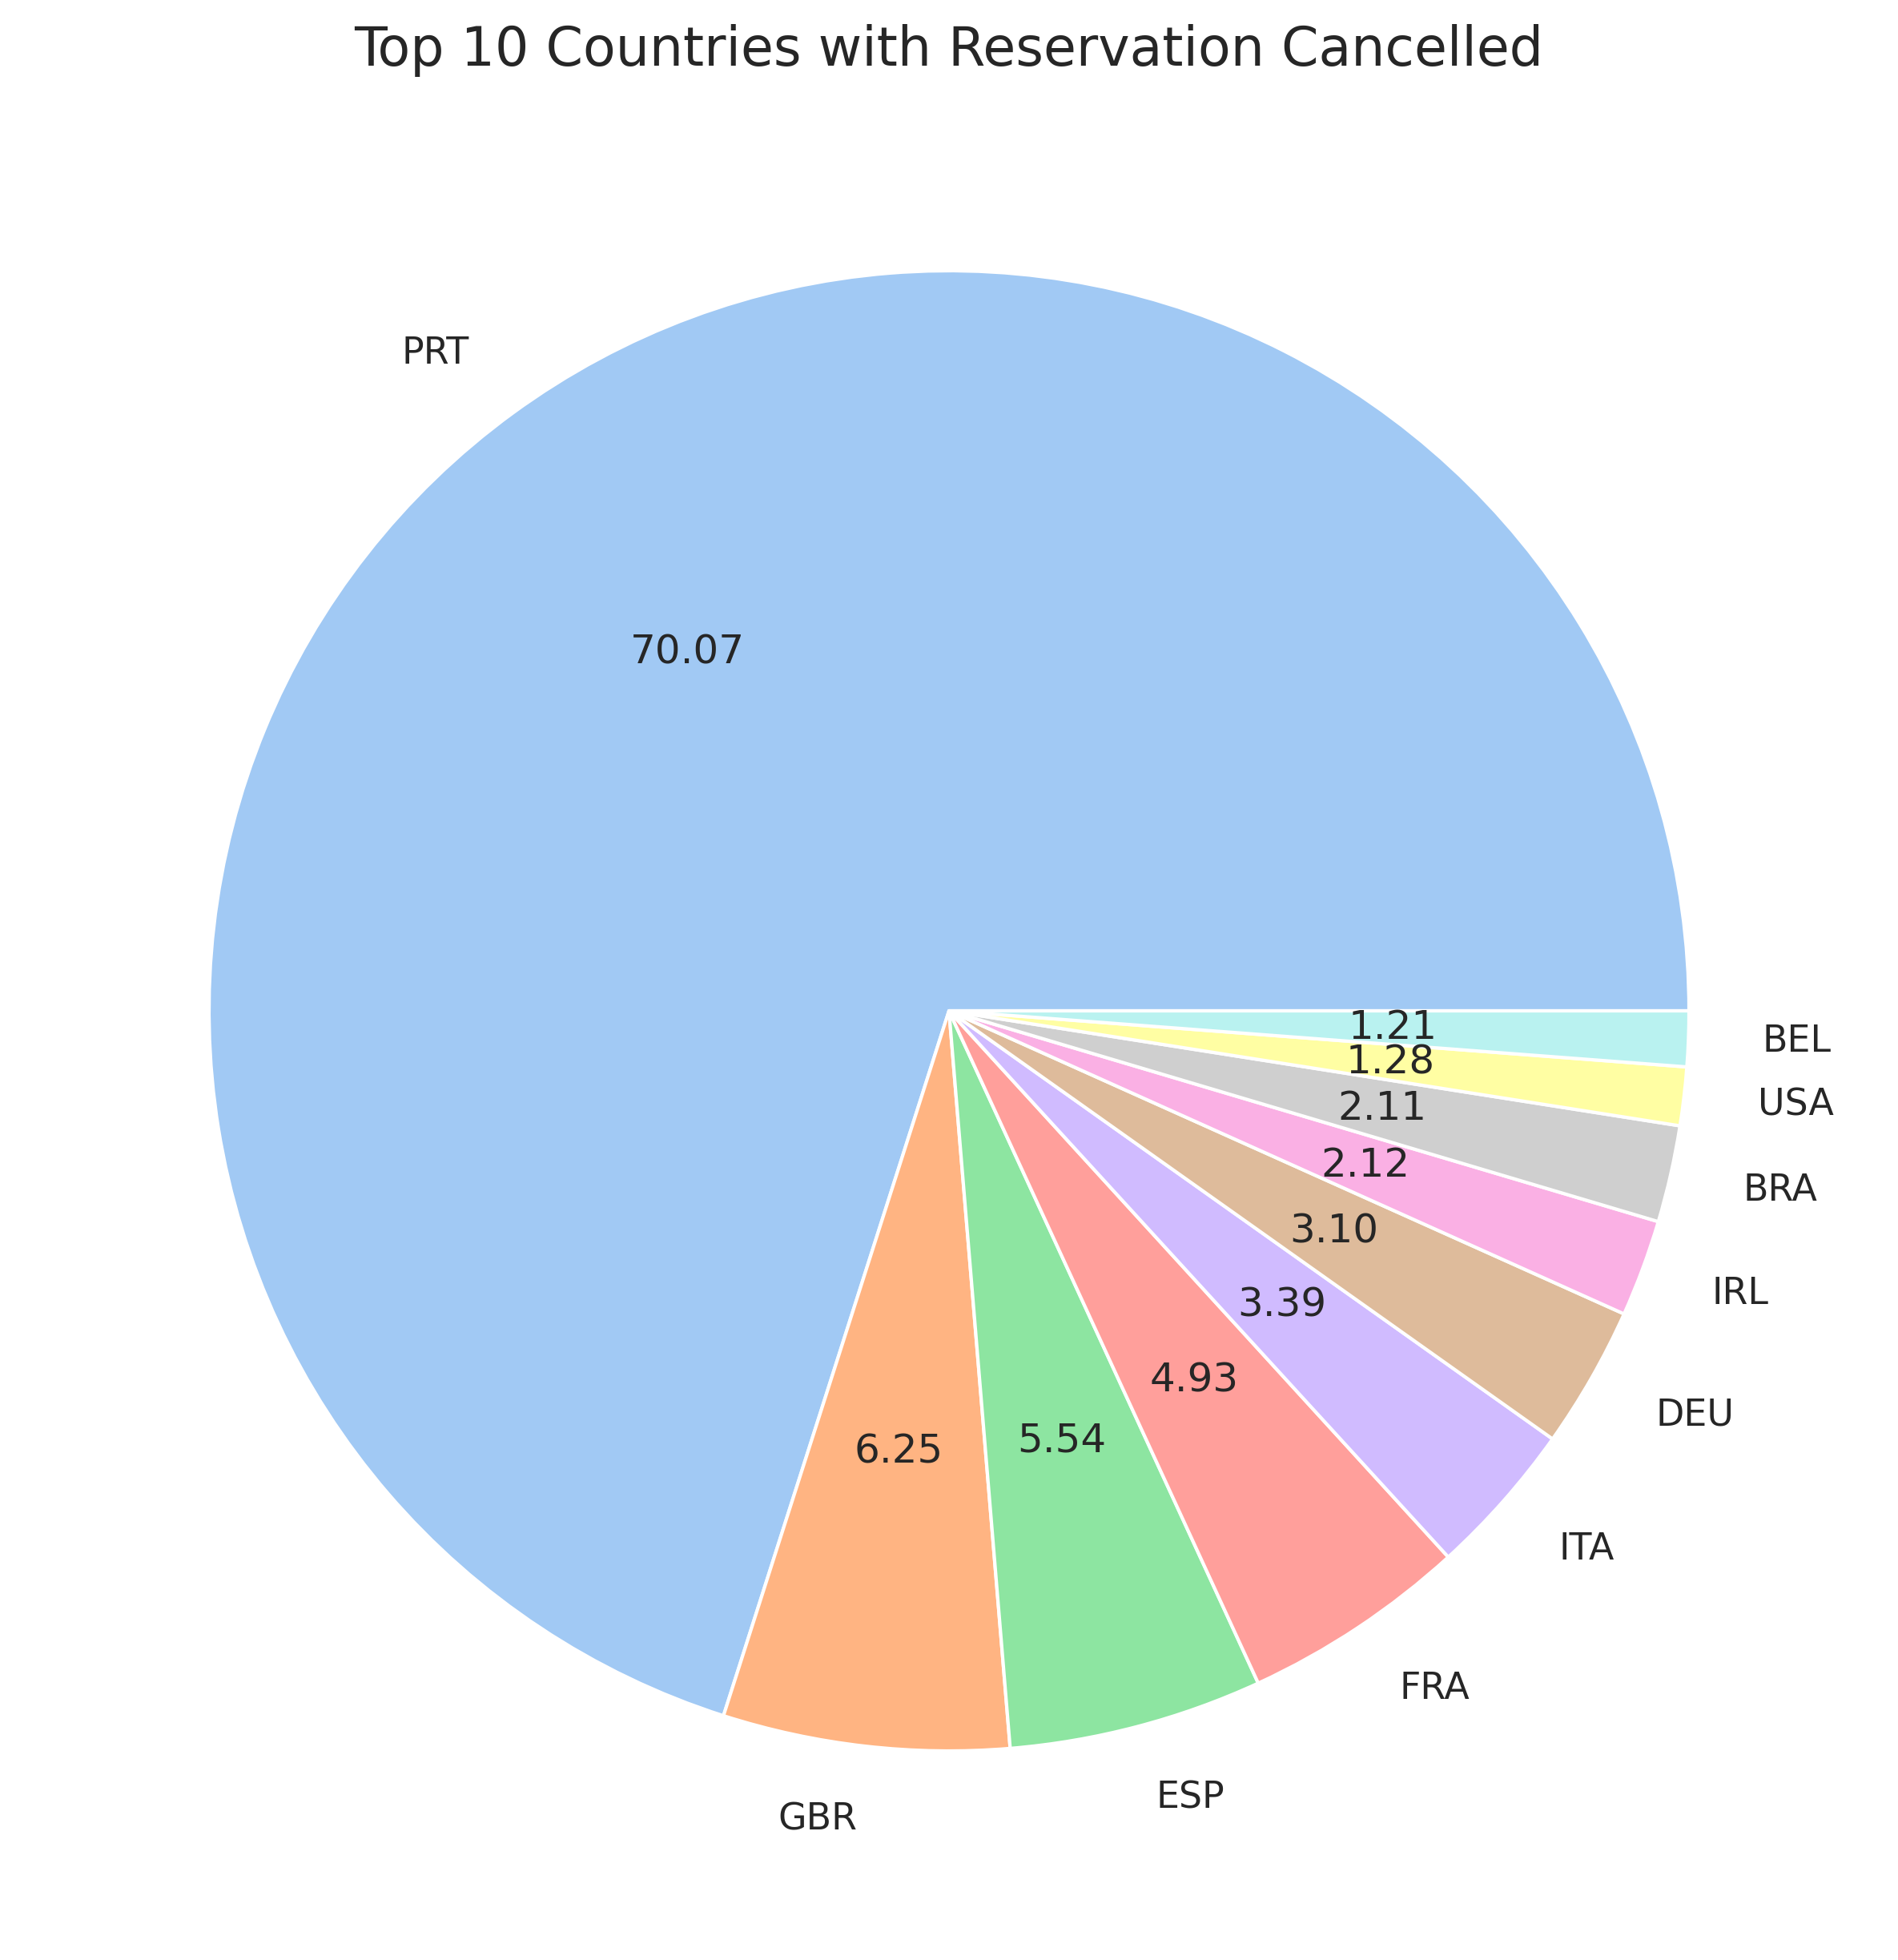 Top 10 Countries with Reservation Cancelled
PRT
70.07
1.21
BEL
1.28
USA
2.11
BRA
2.12
IRL
3.10
DEU
3.39
ITA
4.93
FRA
5.54
ESP
6.25
GBR